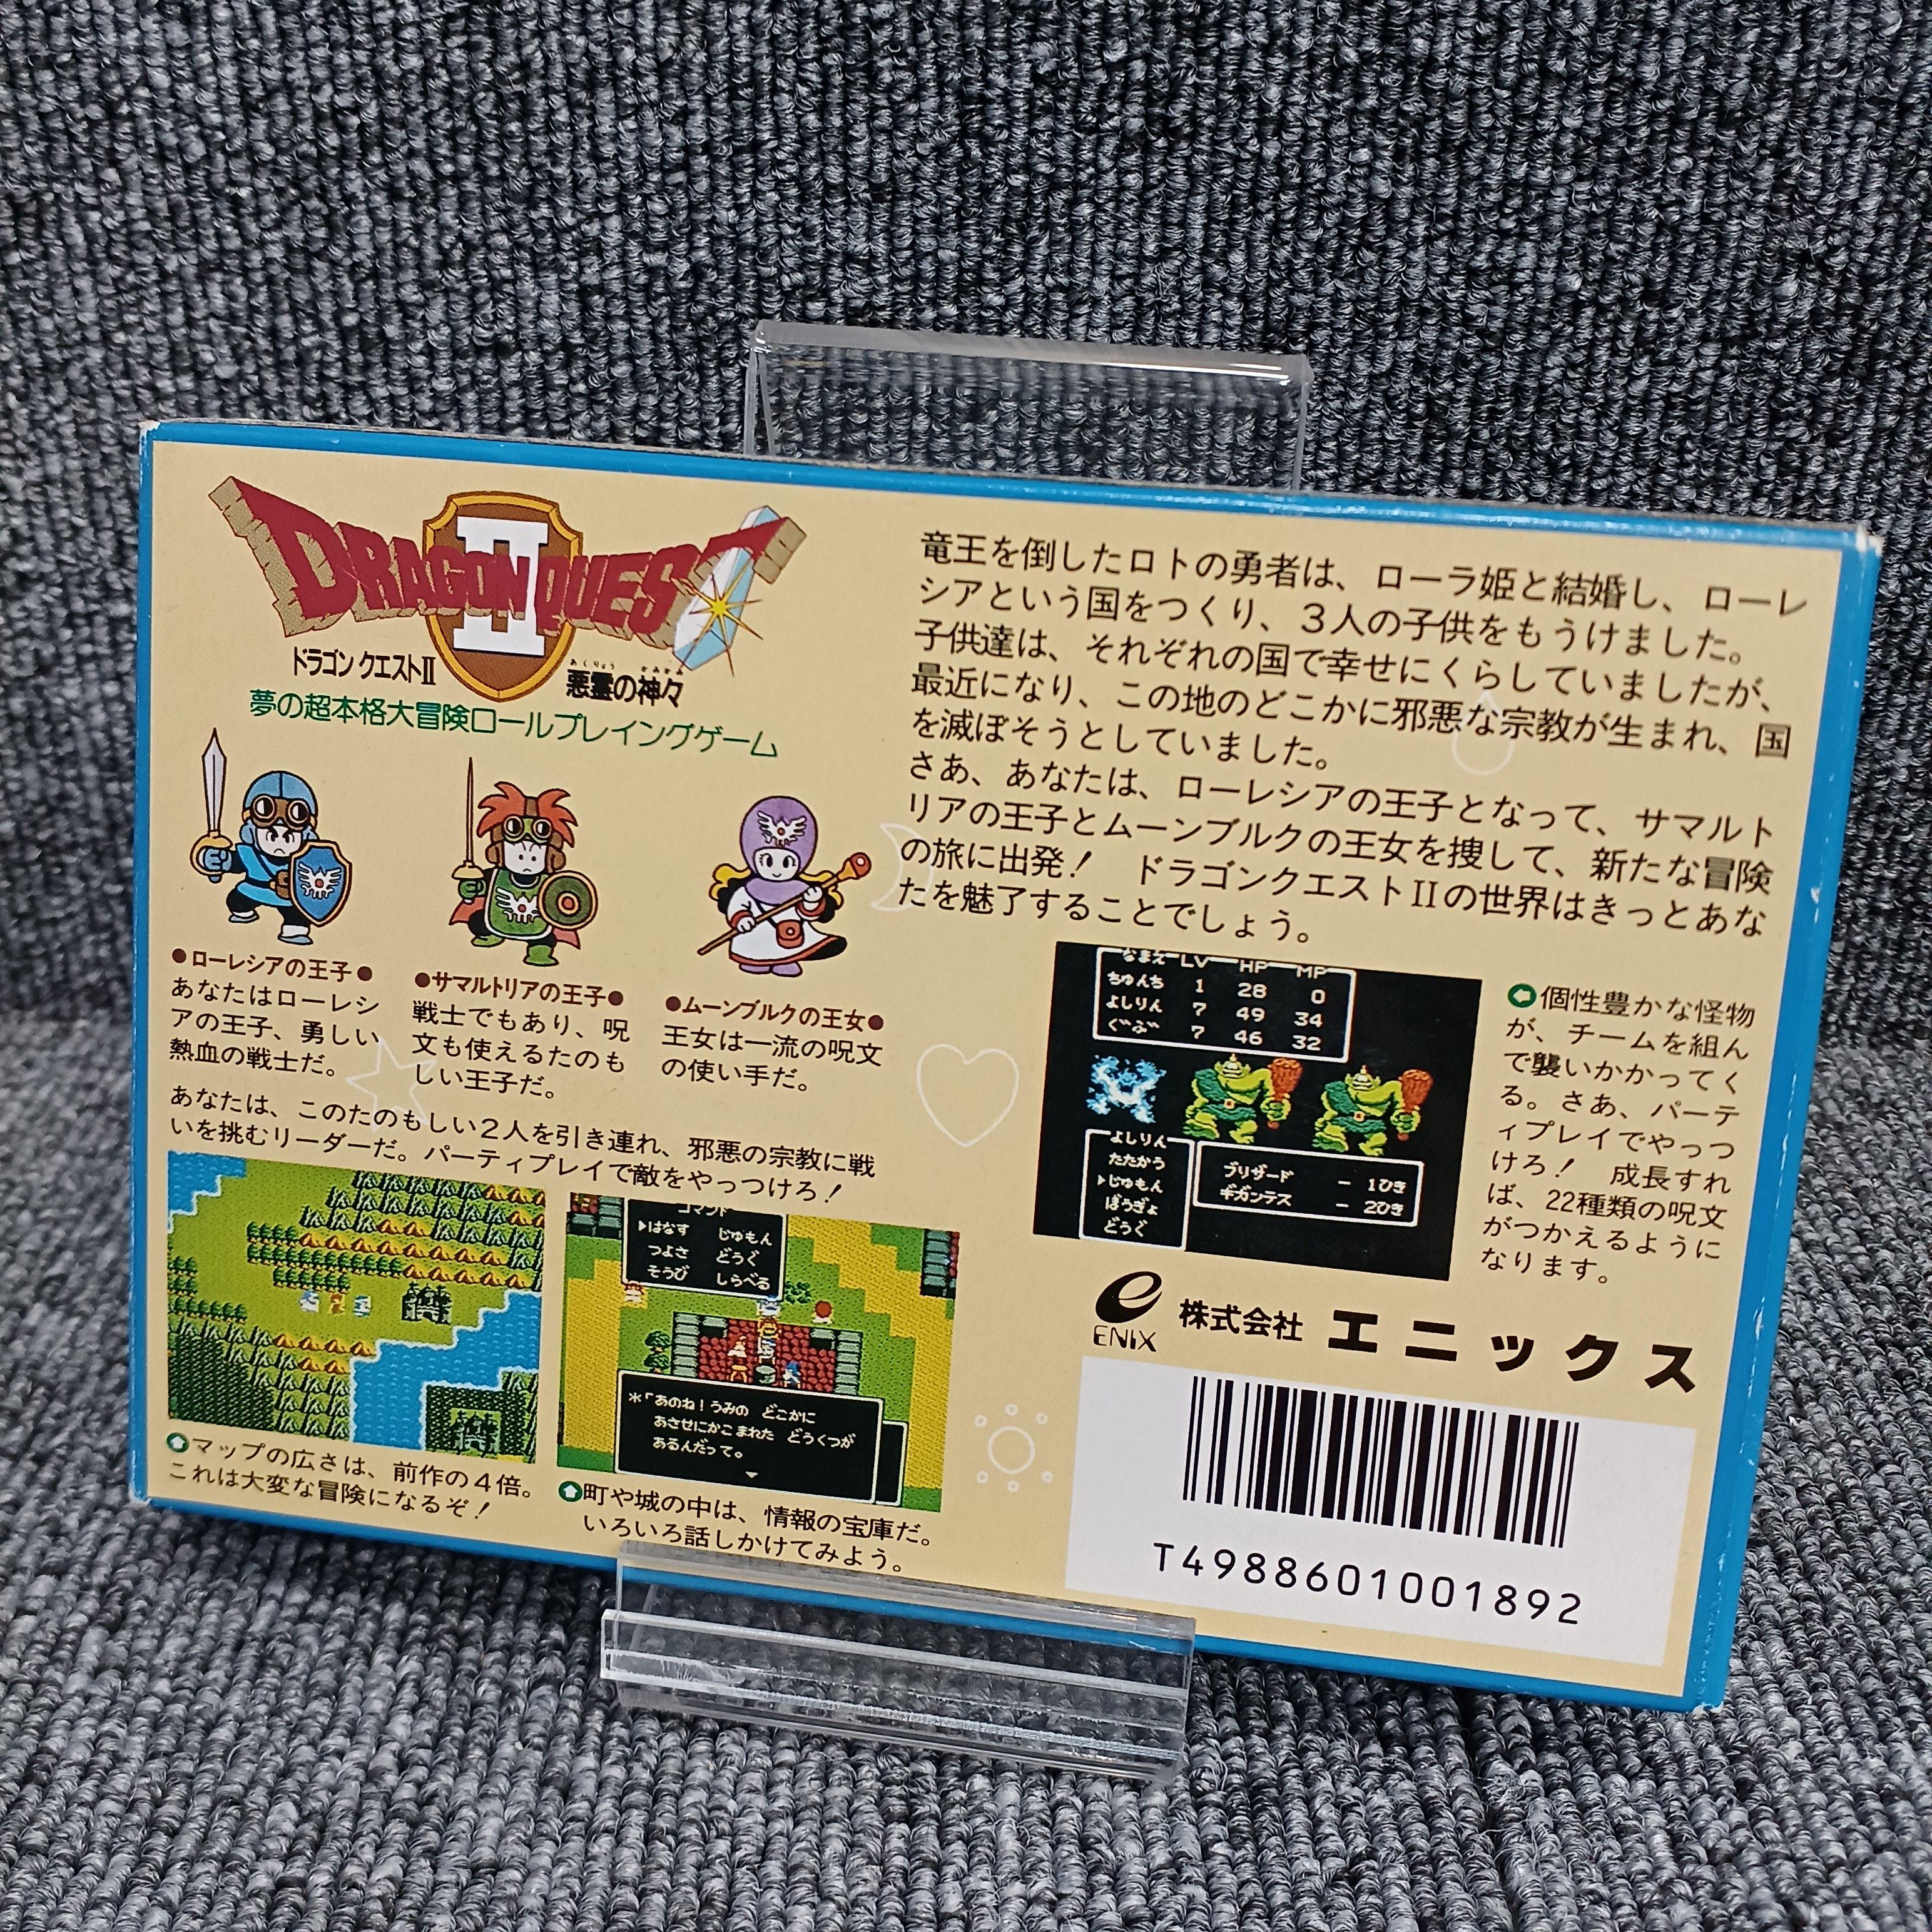 DRAGON QUEST
II
ドラゴンクエストII
あくりょう かみがみ
悪霊の神々
夢の超本格大冒険ロールプレイングゲーム
●ローレシアの王子●
あなたはローレシ
アの王子、勇しい
熱血の戦士だ。
●サマルトリアの王子●
戦士でもあり、呪
文も使えるたのも
しい王子だ。
●ムーンブルクの王女●
王女は一流の呪文
の使い手だ。
あなたは、このたのもしい2人を引き連れ、邪悪の宗教に戦
いを挑むリーダーだ。パーティプレイで敵をやっつけろ!
コマンド
はなす じゅもん
つよさ どうぐ
そうび しらべる
*「あのね!うみの どこかに
あさせにかこまれた どうくつが
あるんだって。
マップの広さは、前作の4倍。
これは大変な冒険になるぞ!
町や城の中は、情報の宝庫だ。
いろいろ話しかけてみよう。
竜王を倒したロトの勇者は、ローラ姫と結婚し、ローレ
シアという国をつくり、3人の子供をもうけました。
子供達は、それぞれの国で幸せにくらしていましたが、
最近になり、この地のどこかに邪悪な宗教が生まれ、国
を滅ぼそうとしていました。
さあ、あなたは、ローレシアの王子となって、サマルト
リアの王子とムーンブルクの王女を捜して、新たな冒険
の旅に出発! ドラゴンクエストIIの世界はきっとあな
たを魅了することでしょう。
なまえ LV HP MP
ちゅんち 1 28 0
よしりん 7 49 34
ぐぶ 7 46 32
よしりん
たたかう
じゅもん
ぼうぎょ
どうぐ
ブリザード - 1ひき
ギガンテス - 2ひき
個性豊かな怪物
が、チームを組ん
で襲いかかってく
る。さあ、パーテ
ィプレイでやっつ
けろ! 成長すれ
ば、22種類の呪文
がつかえるように
なります。
ENIX
株式会社 エニックス
T4988601001892